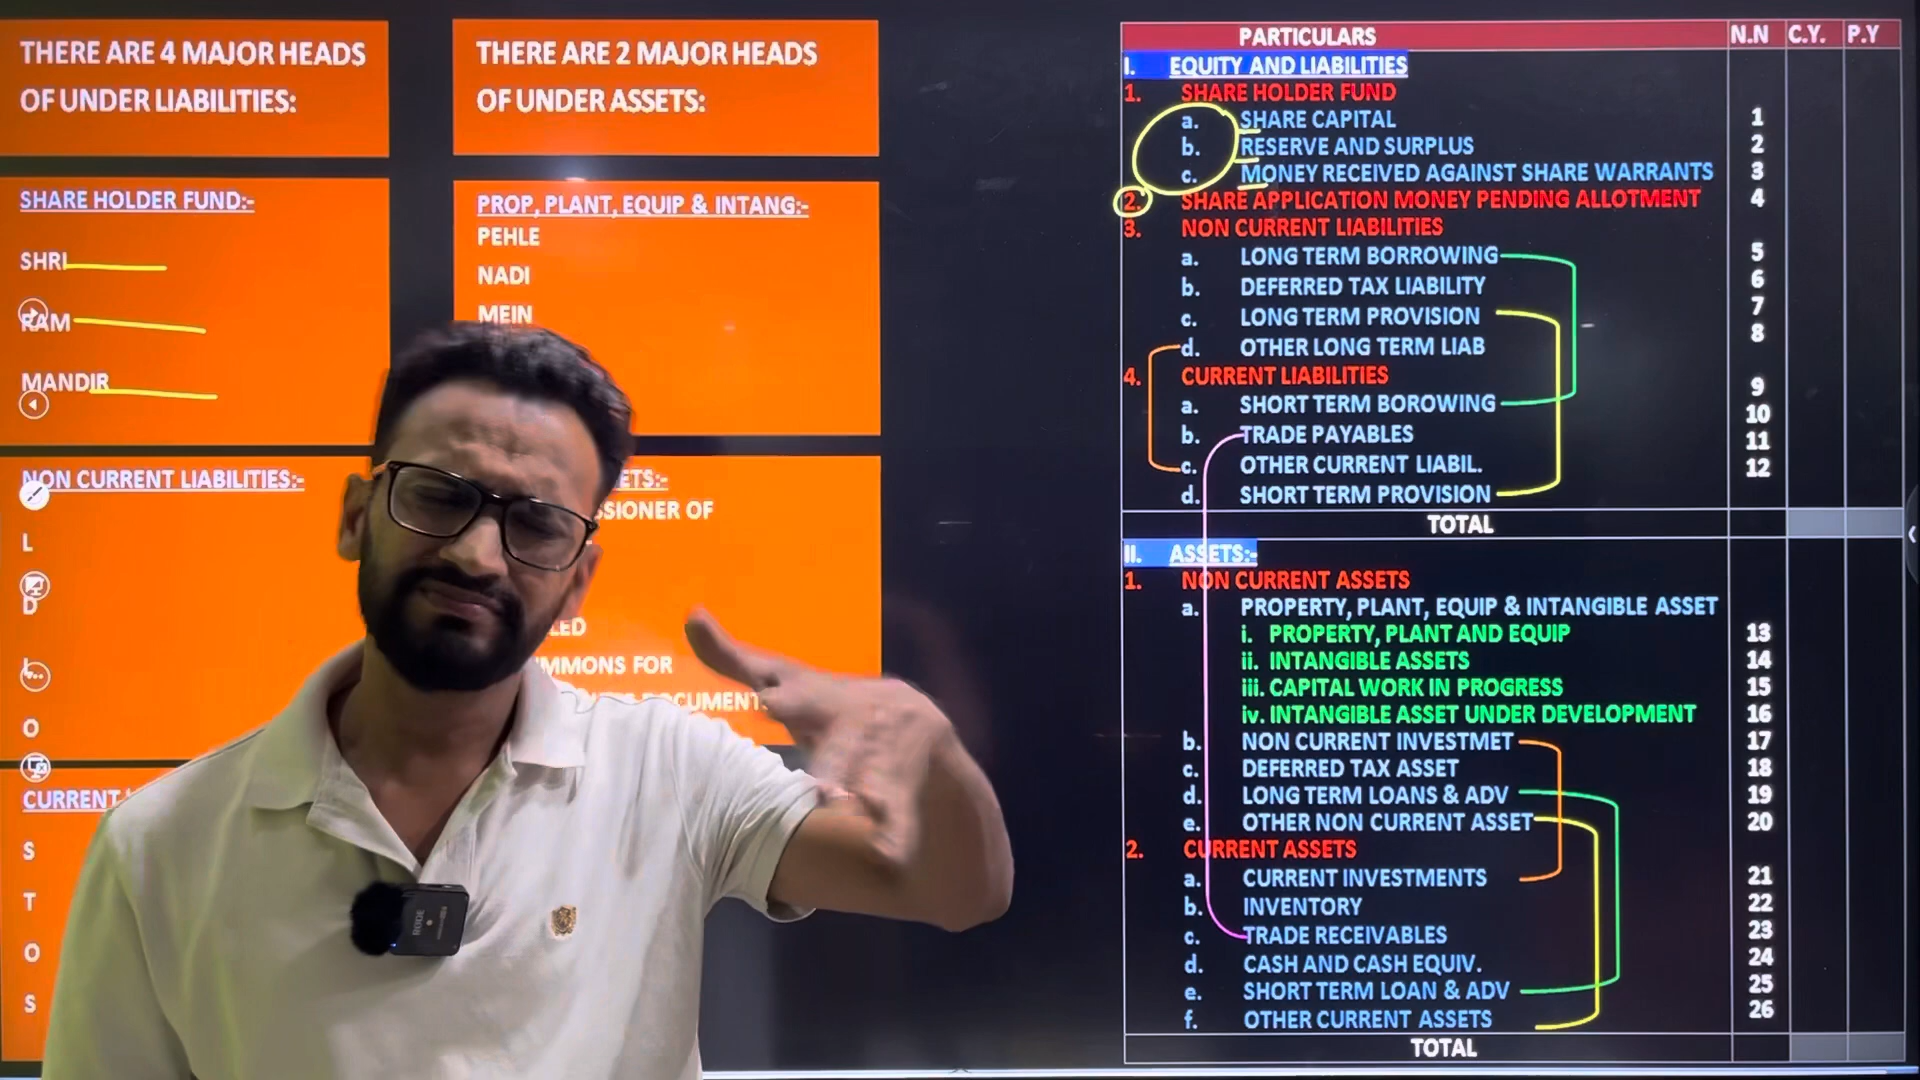 THERE ARE 4 MAJOR HEADS
OF UNDER LIABILITIES:
SHARE HOLDER FUND:-
SHRI
RAM
MANDIR
NON CURRENT LIABILITIES:-
L
D
L
O
CURRENT
S
T
O
S
THERE ARE 2 MAJOR HEADS
OF UNDER ASSETS:
PROP, PLANT, EQUIP & INTANG:-
PEHLE
NADI
MEIN
OF
FOR
RODE
PARTICULARS N.N C.Y. P.Y
I. EQUITY AND LIABILITIES
1. SHARE HOLDER FUND
a. SHARE CAPITAL 1
b. RESERVE AND SURPLUS 2
c. MONEY RECEIVED AGAINST SHARE WARRANTS 3
2. SHARE APPLICATION MONEY PENDING ALLOTMENT 4
3. NON CURRENT LIABILITIES
a. LONG TERM BORROWING 5
b. DEFERRED TAX LIABILITY 6
c. LONG TERM PROVISION 7
d. OTHER LONG TERM LIAB 8
4. CURRENT LIABILITIES
a. SHORT TERM BOROWING 9
b. TRADE PAYABLES 10
c. OTHER CURRENT LIABIL. 11
d. SHORT TERM PROVISION 12
TOTAL
II. ASSETS:-
1. NON CURRENT ASSETS
a. PROPERTY, PLANT, EQUIP & INTANGIBLE ASSET
i. PROPERTY, PLANT AND EQUIP 13
ii. INTANGIBLE ASSETS 14
iii. CAPITAL WORK IN PROGRESS 15
iv. INTANGIBLE ASSET UNDER DEVELOPMENT 16
b. NON CURRENT INVESTMET 17
c. DEFERRED TAX ASSET 18
d. LONG TERM LOANS & ADV 19
e. OTHER NON CURRENT ASSET 20
2. CURRENT ASSETS
a. CURRENT INVESTMENTS 21
b. INVENTORY 22
c. TRADE RECEIVABLES 23
d. CASH AND CASH EQUIV. 24
e. SHORT TERM LOAN & ADV 25
f. OTHER CURRENT ASSETS 26
TOTAL